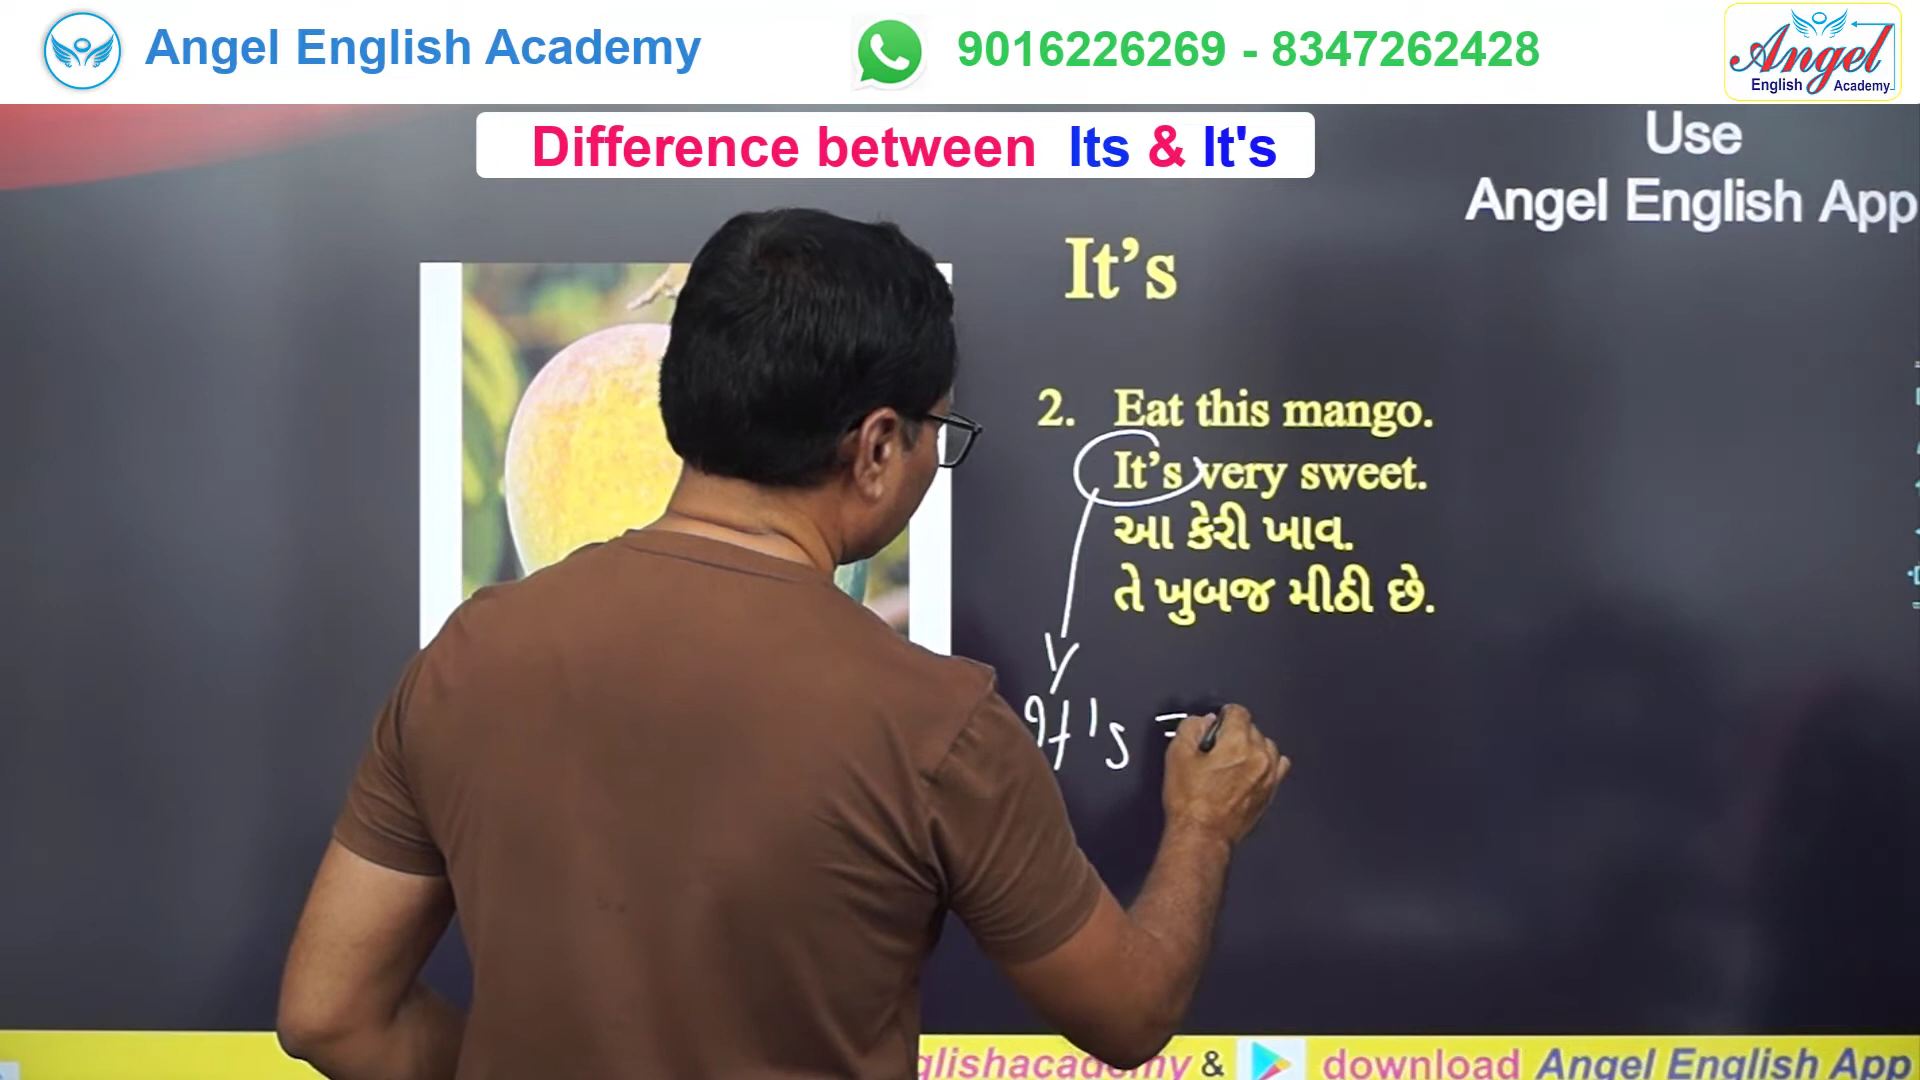 Angel English Academy
9016226269 - 8347262428
Angel
English Academy
Difference between Its & It's
Use
Angel English App
It’s
2. Eat this mango.
It’s very sweet.
આ કેરી ખાવ.
તે ખુબજ મીઠી છે.
It's =
& download Angel English App